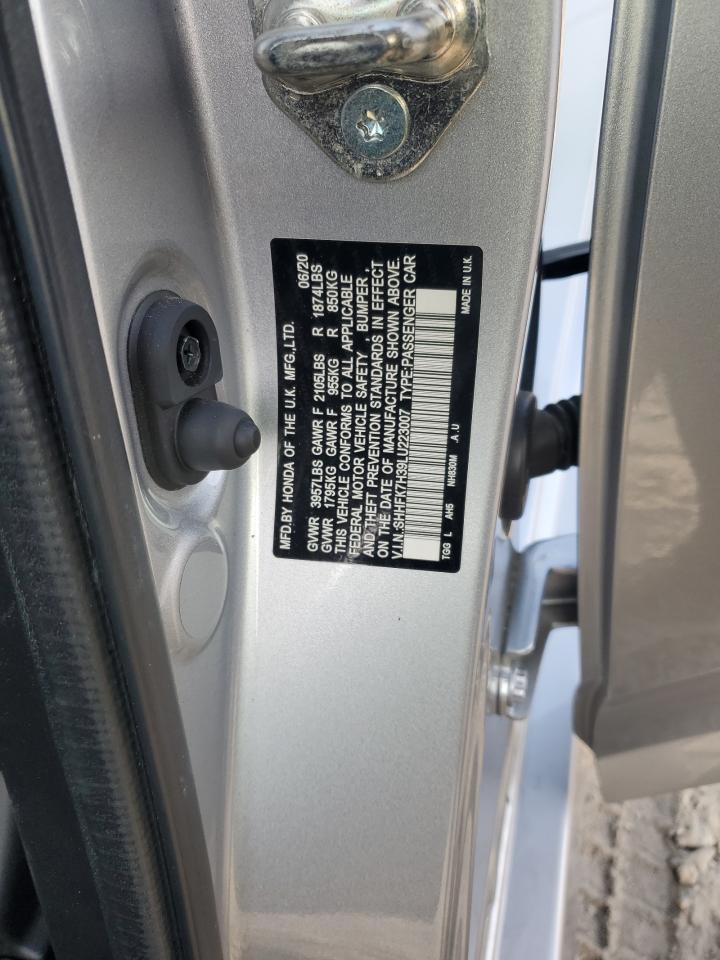 MFD.BY HONDA OF THE U.K. MFG.,LTD. 06/20
GVWR 3957LBS GAWR F 2105LBS R 1874LBS
GVWR 1795KG GAWR F 955KG R 850KG
THIS VEHICLE CONFORMS TO ALL APPLICABLE
FEDERAL MOTOR VEHICLE SAFETY , BUMPER ,
AND THEFT PREVENTION STANDARDS IN EFFECT
ON THE DATE OF MANUFACTURE SHOWN ABOVE.
V.I.N.:SHHFK7H39LU223007 TYPE:PASSENGER CAR
TGG L AH5 NH830M .A.U MADE IN U.K.